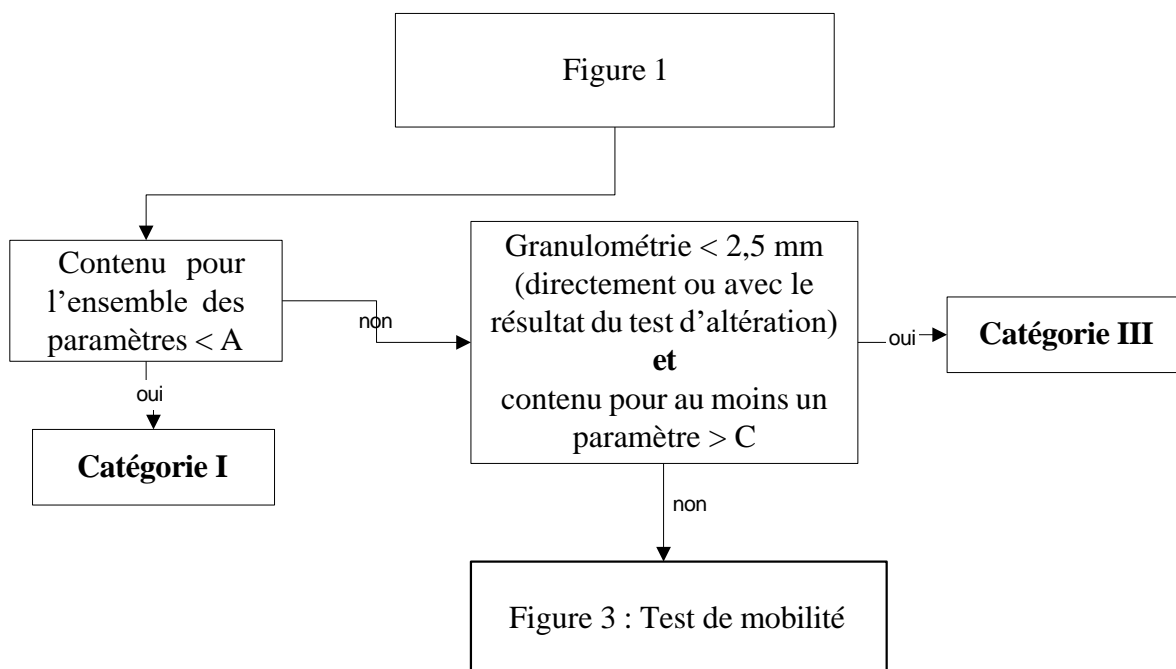 Figure 1
Contenu pour
l'ensemble des
paramètres < A
non
oui
Catégorie I
Granulométrie < 2,5 mm
(directement ou avec le
résultat du test d'altération)
et
contenu pour au moins un
paramètre > C
oui
Catégorie III
non
Figure 3 : Test de mobilité